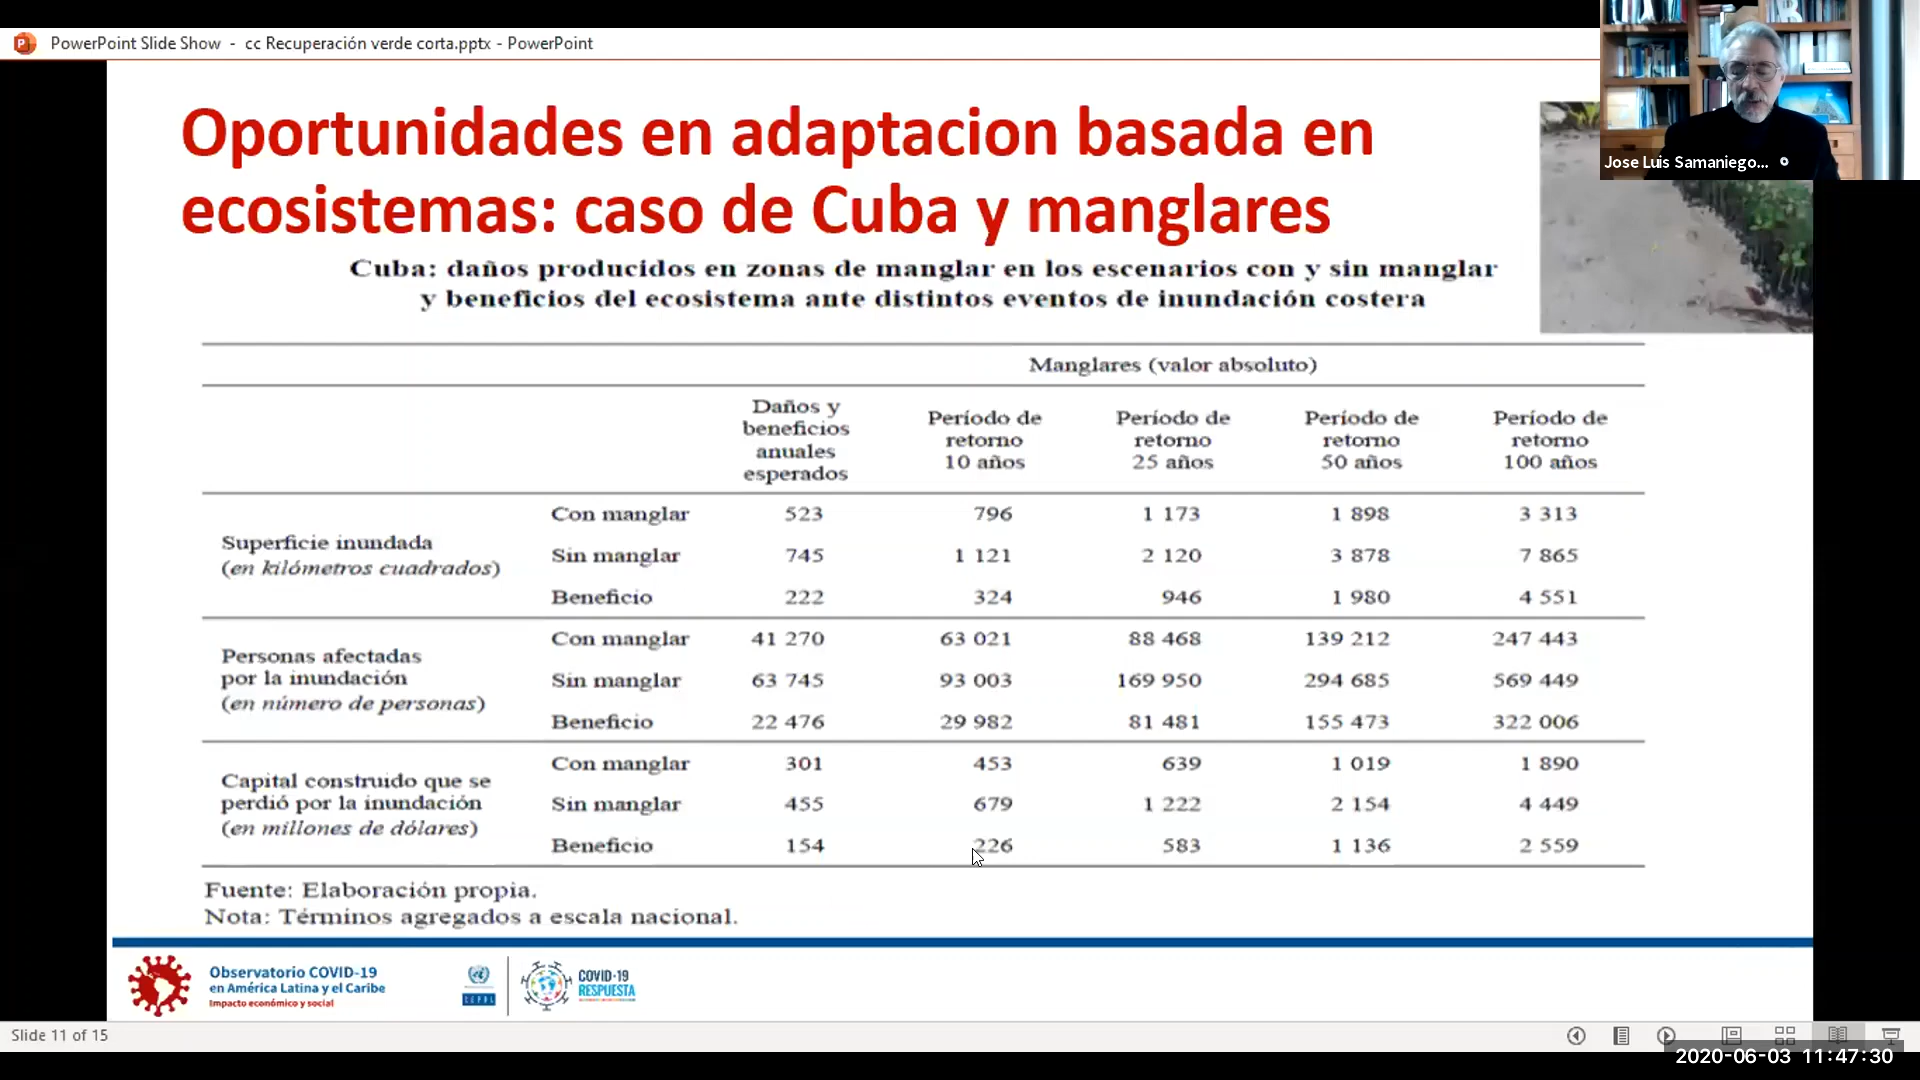 PowerPoint Slide Show - cc Recuperación verde corta.pptx - PowerPoint
Jose Luis Samaniego...
Oportunidades en adaptacion basada en
ecosistemas: caso de Cuba y manglares
Cuba: daños producidos en zonas de manglar en los escenarios con y sin manglar
y beneficios del ecosistema ante distintos eventos de inundación costera
Manglares (valor absoluto)
Daños y beneficios anuales esperados Período de retorno 10 años Período de retorno 25 años Período de retorno 50 años Período de retorno 100 años
Superficie inundada
(en kilómetros cuadrados)
Con manglar 523 796 1 173 1 898 3 313
Sin manglar 745 1 121 2 120 3 878 7 865
Beneficio 222 324 946 1 980 4 551
Personas afectadas
por la inundación
(en número de personas)
Con manglar 41 270 63 021 88 468 139 212 247 443
Sin manglar 63 745 93 003 169 950 294 685 569 449
Beneficio 22 476 29 982 81 481 155 473 322 006
Capital construido que se
perdió por la inundación
(en millones de dólares)
Con manglar 301 453 639 1 019 1 890
Sin manglar 455 679 1 222 2 154 4 449
Beneficio 154 226 583 1 136 2 559
Fuente: Elaboración propia.
Nota: Términos agregados a escala nacional.
Observatorio COVID-19
en América Latina y el Caribe
Impacto económico y social
CEPAL
COVID-19
RESPUESTA
Slide 11 of 15
2020-06-03 11:47:30